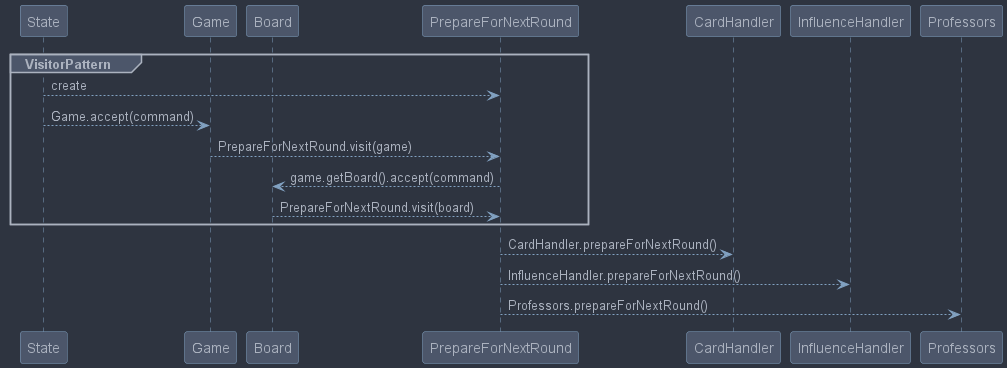 State Game Board PrepareForNextRound CardHandler InfluenceHandler Professors
VisitorPattern
create
Game.accept(command)
PrepareForNextRound.visit(game)
game.getBoard().accept(command)
PrepareForNextRound.visit(board)
CardHandler.prepareForNextRound()
InfluenceHandler.prepareForNextRound()
Professors.prepareForNextRound()
State Game Board PrepareForNextRound CardHandler InfluenceHandler Professors